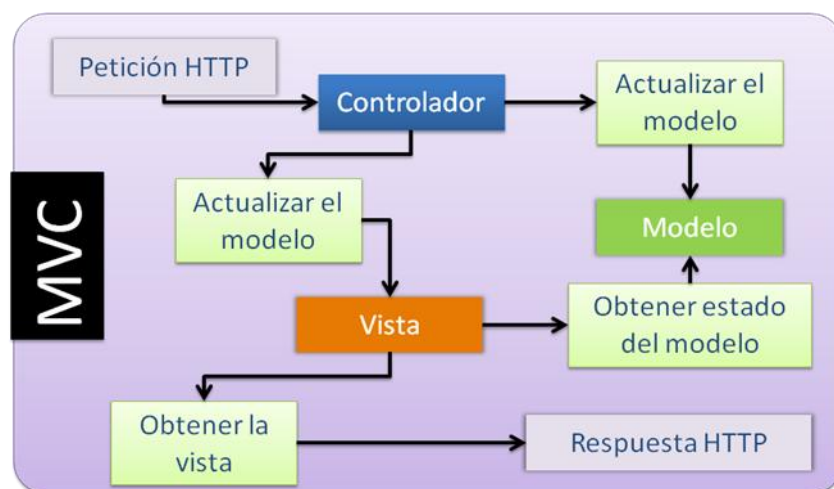 Petición HTTP
Controlador
Actualizar el
modelo
Actualizar el
modelo
MVC
Modelo
Vista
Obtener estado
del modelo
Obtener la
vista
Respuesta HTTP